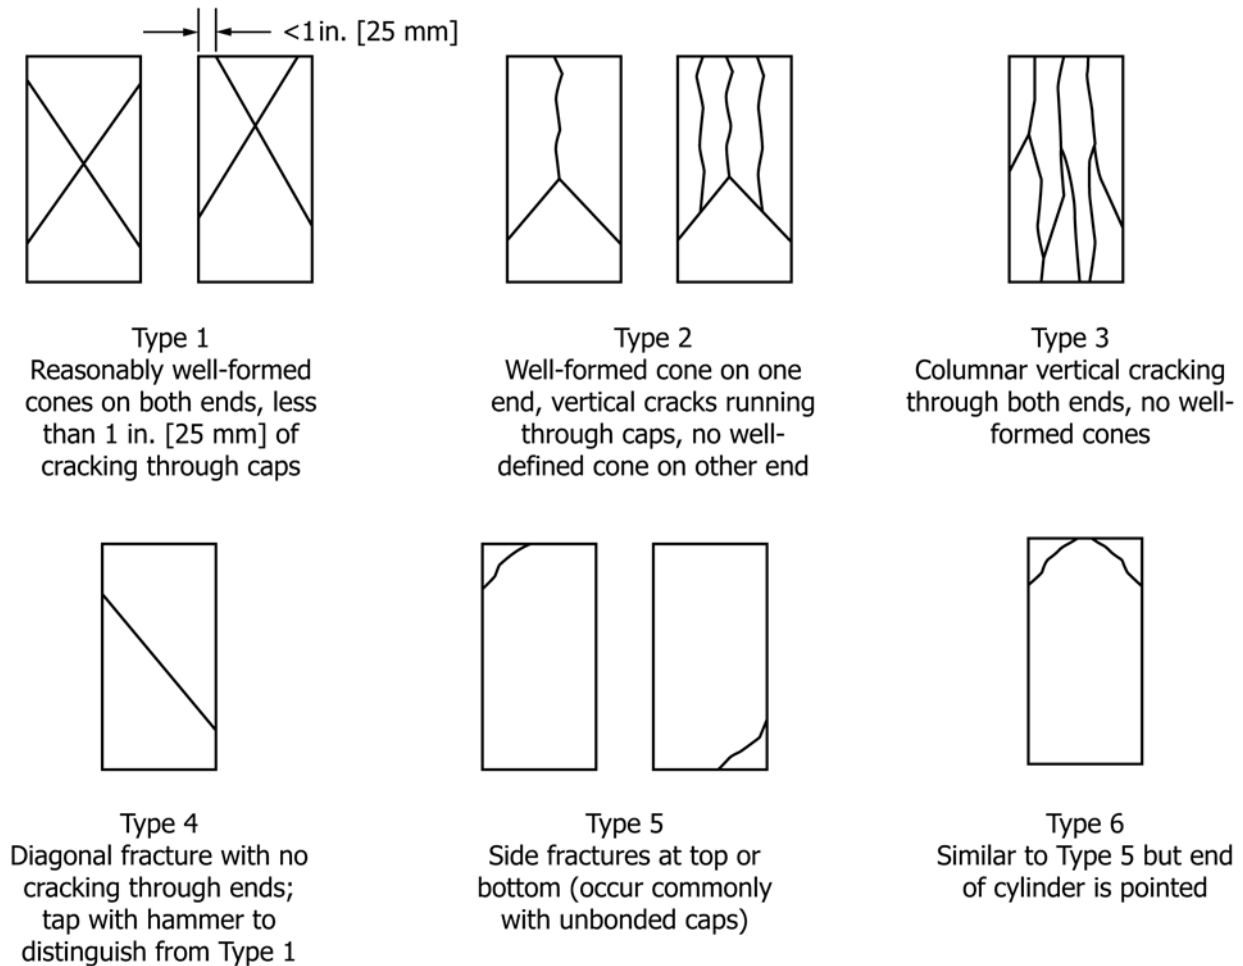 <1 in. [25 mm]
Type 1
Reasonably well-formed
cones on both ends, less
than 1 in. [25 mm] of
cracking through caps
Type 2
Well-formed cone on one
end, vertical cracks running
through caps, no well-
defined cone on other end
Type 3
Columnar vertical cracking
through both ends, no well-
formed cones
Type 4
Diagonal fracture with no
cracking through ends;
tap with hammer to
distinguish from Type 1
Type 5
Side fractures at top or
bottom (occur commonly
with unbonded caps)
Type 6
Similar to Type 5 but end
of cylinder is pointed